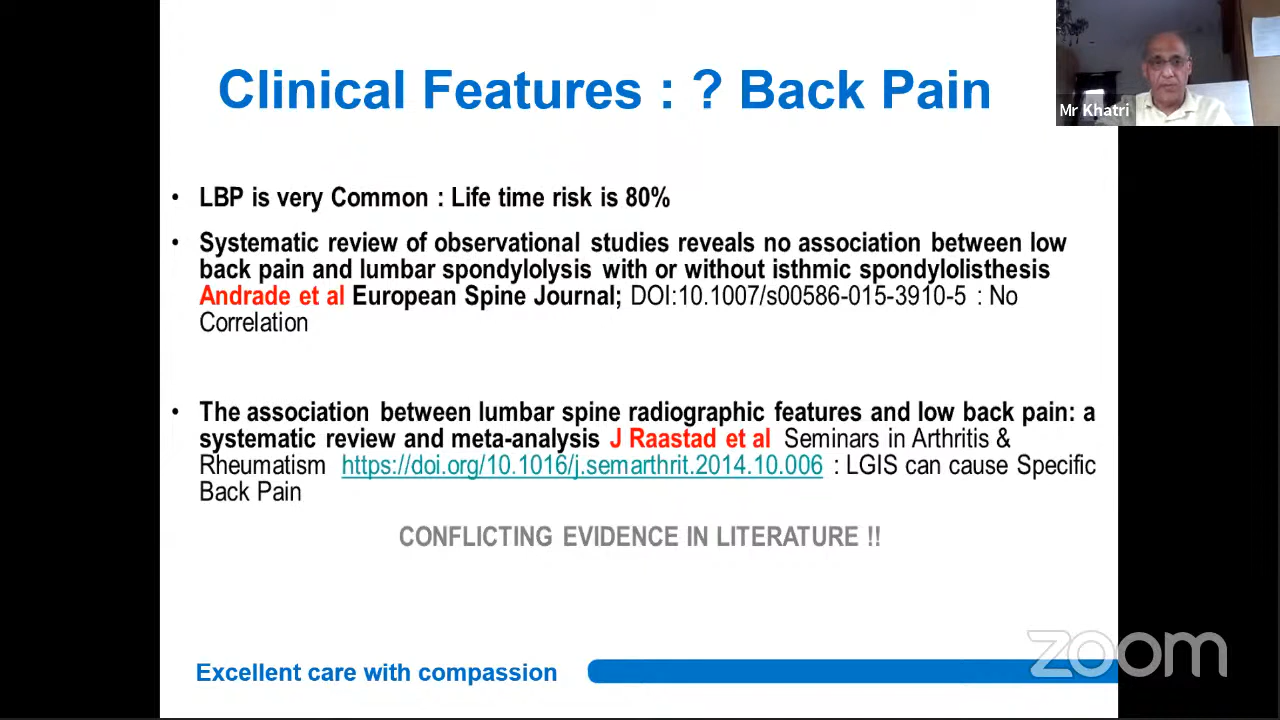 Clinical Features : ? Back Pain
Mr Khatri
• LBP is very Common : Life time risk is 80%
• Systematic review of observational studies reveals no association between low
back pain and lumbar spondylolysis with or without isthmic spondylolisthesis
Andrade et al European Spine Journal; DOI:10.1007/s00586-015-3910-5 : No
Correlation
• The association between lumbar spine radiographic features and low back pain: a
systematic review and meta-analysis J Raastad et al Seminars in Arthritis &
Rheumatism https://doi.org/10.1016/j.semarthrit.2014.10.006 : LGIS can cause Specific
Back Pain
CONFLICTING EVIDENCE IN LITERATURE !!
Excellent care with compassion
zoom